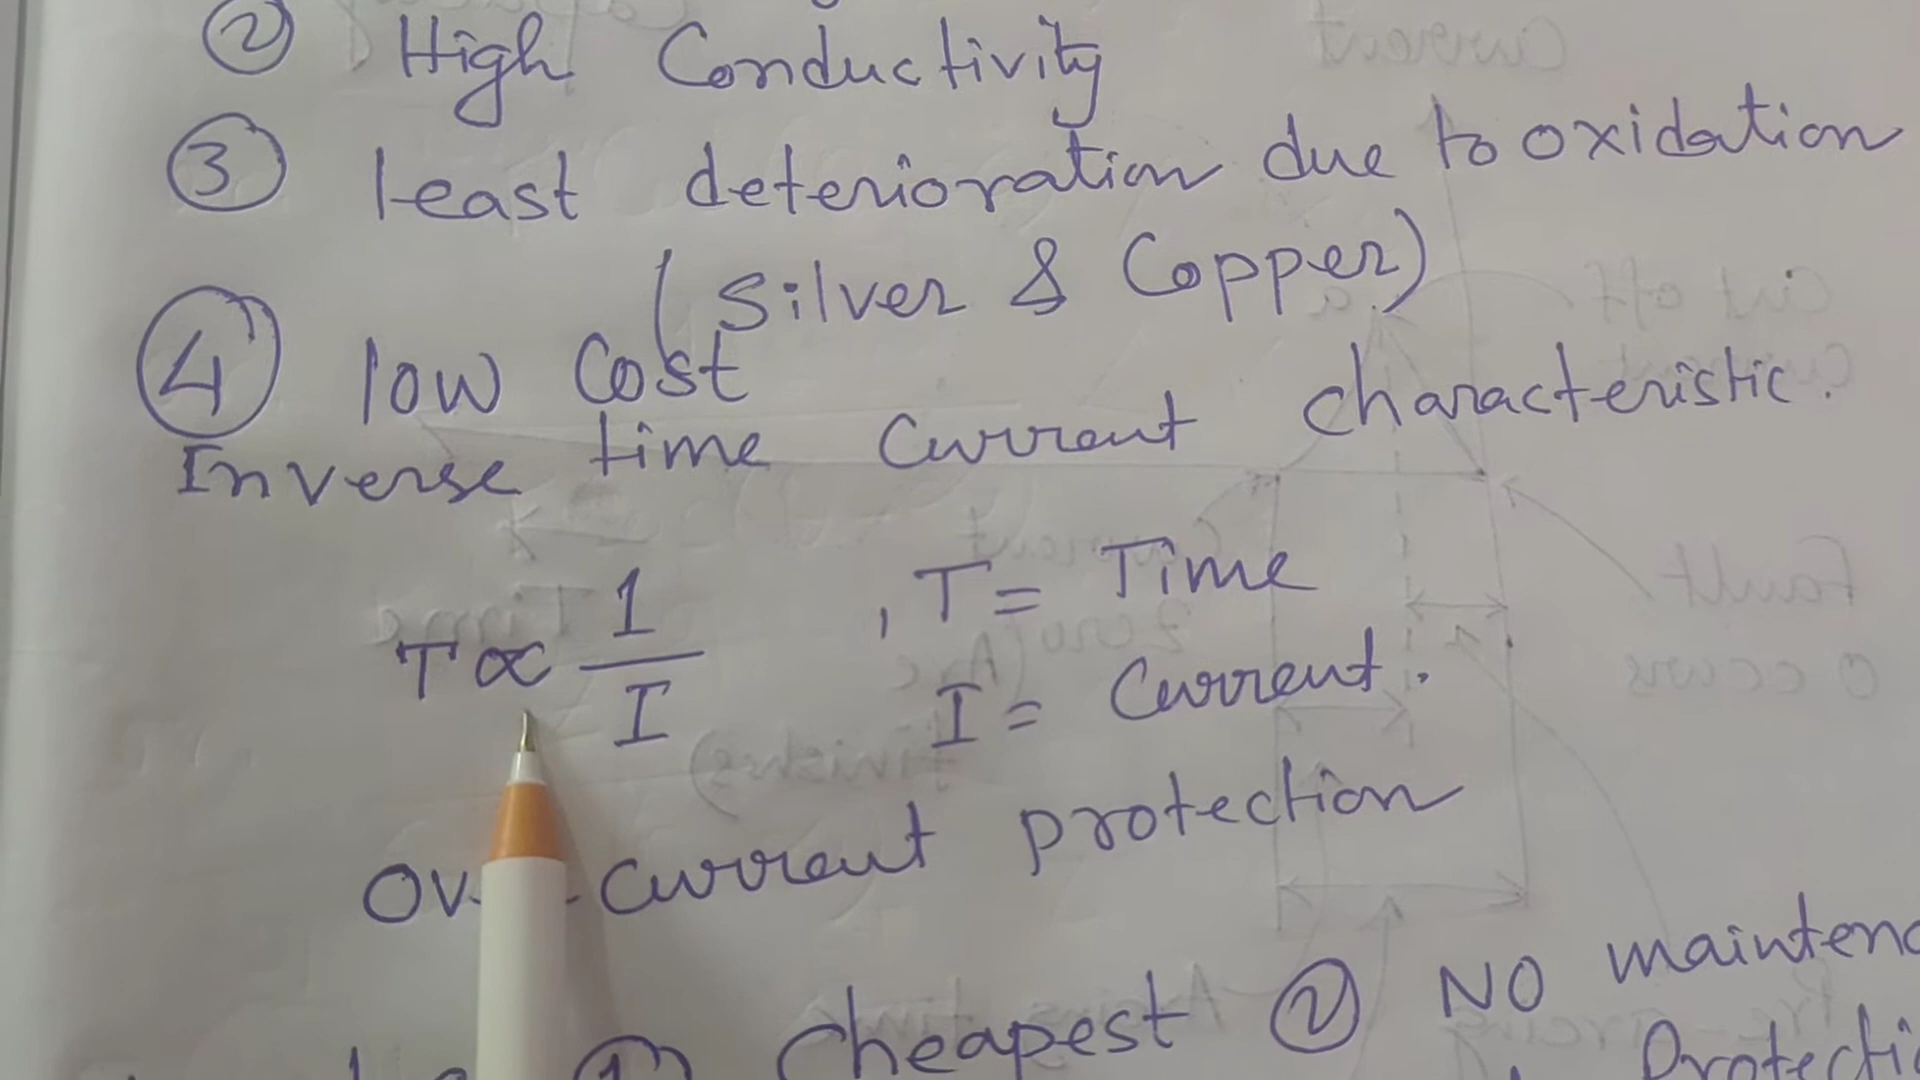 ② High Conductivity
③ least deterioration due to oxidation
(Silver & Copper)
④ low Cost
Inverse time current characteristic.
T ∝ 1/I , T = Time
I = Current.
current protection
① cheapest ② NO